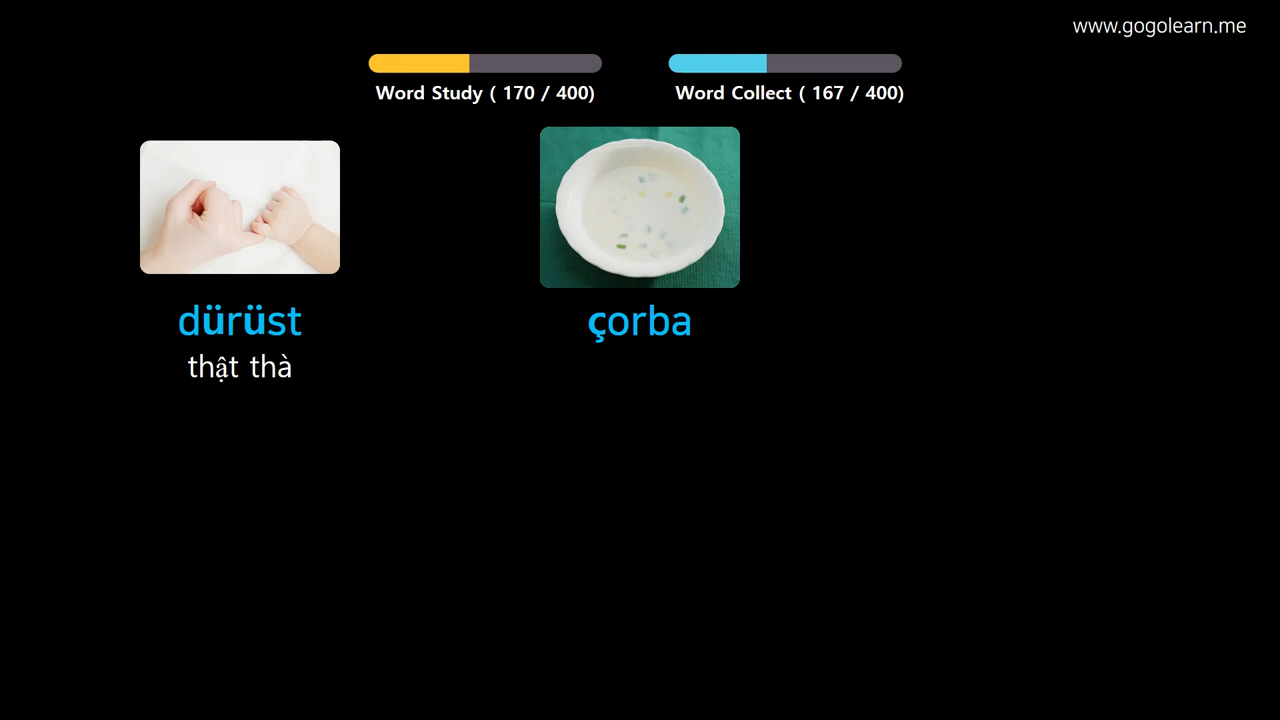 www.gogolearn.me
Word Study ( 170 / 400)
Word Collect ( 167 / 400)
dürüst
thật thà
çorba